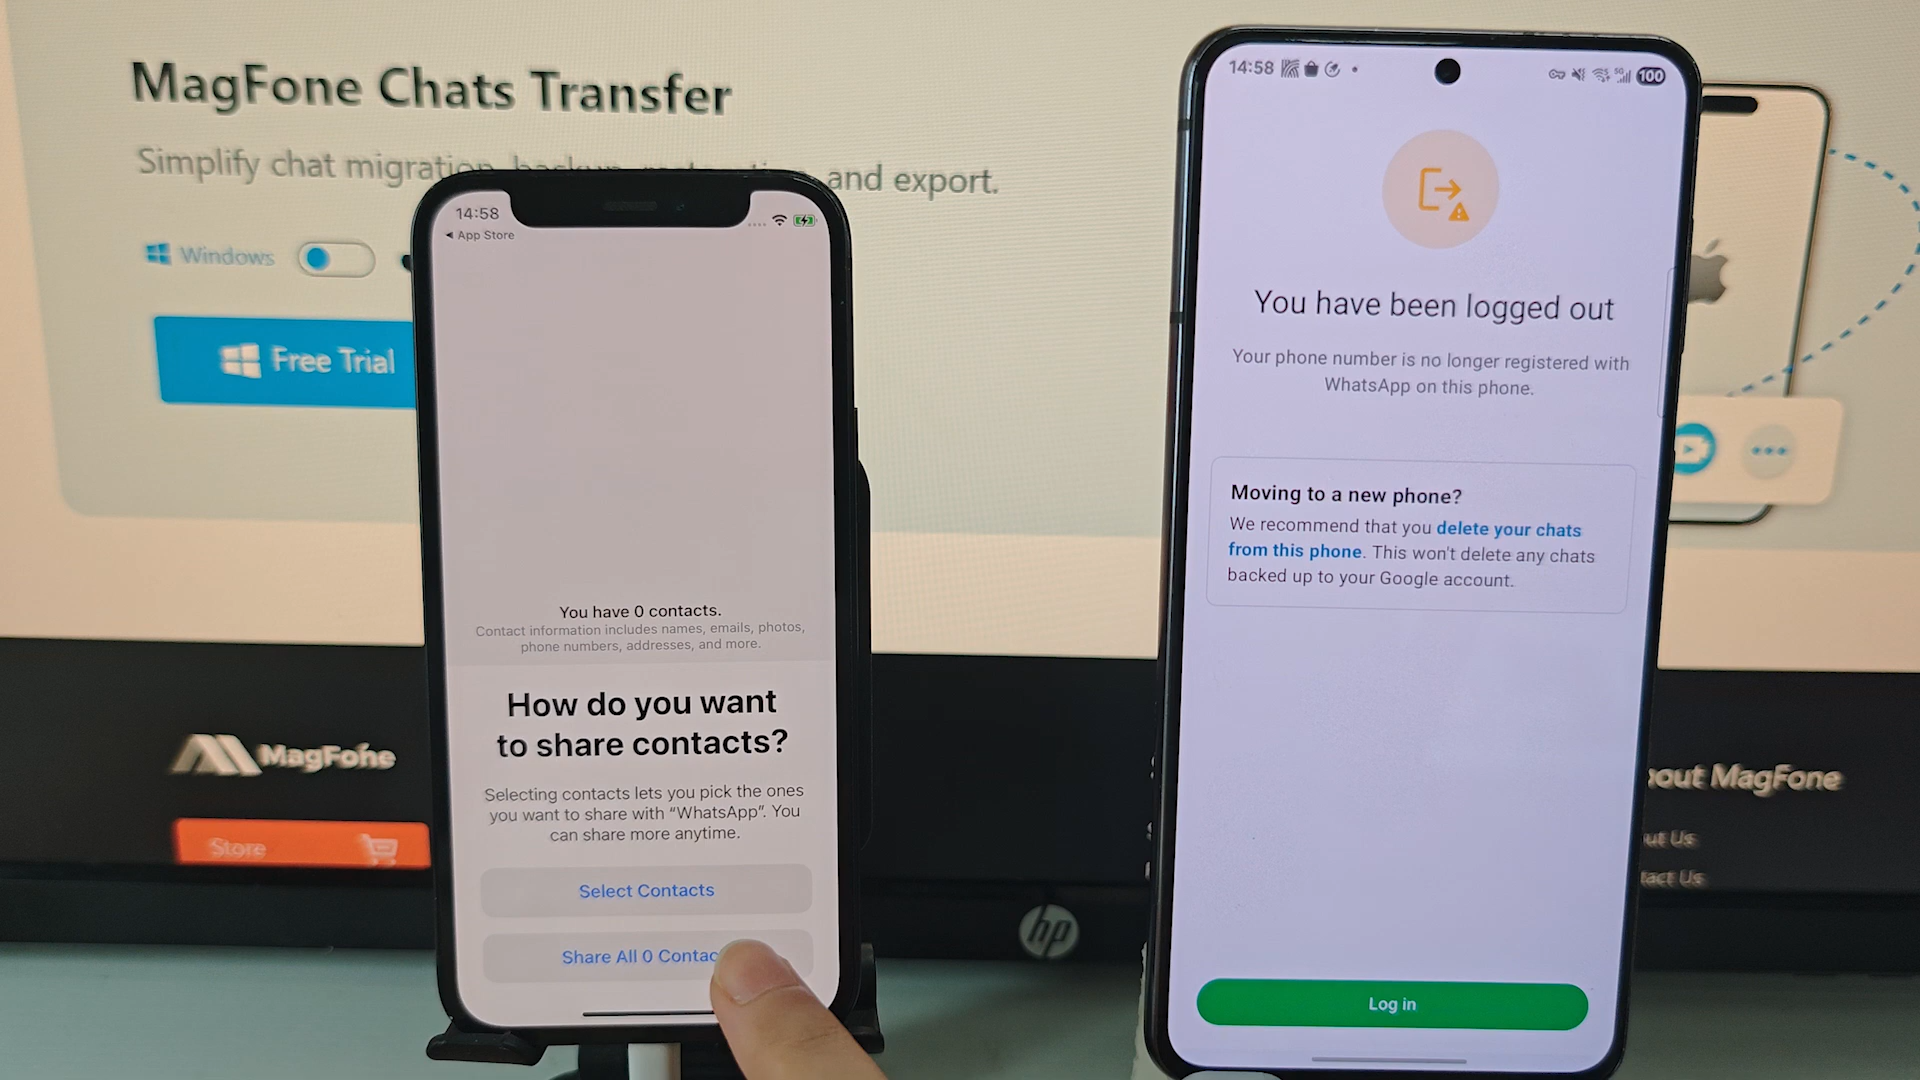 MagFone Chats Transfer
Simplify chat migration, backup, restoration, and export.
Windows
Free Trial
MagFone
Store
14:58
App Store
You have 0 contacts.
Contact information includes names, emails, photos,
phone numbers, addresses, and more.
How do you want
to share contacts?
Selecting contacts lets you pick the ones
you want to share with “WhatsApp”. You
can share more anytime.
Select Contacts
Share All 0 Contac
hp
14:58
5G
100
You have been logged out
Your phone number is no longer registered with
WhatsApp on this phone.
Moving to a new phone?
We recommend that you delete your chats
from this phone. This won't delete any chats
backed up to your Google account.
Log in
out MagFone
ut Us
tact Us